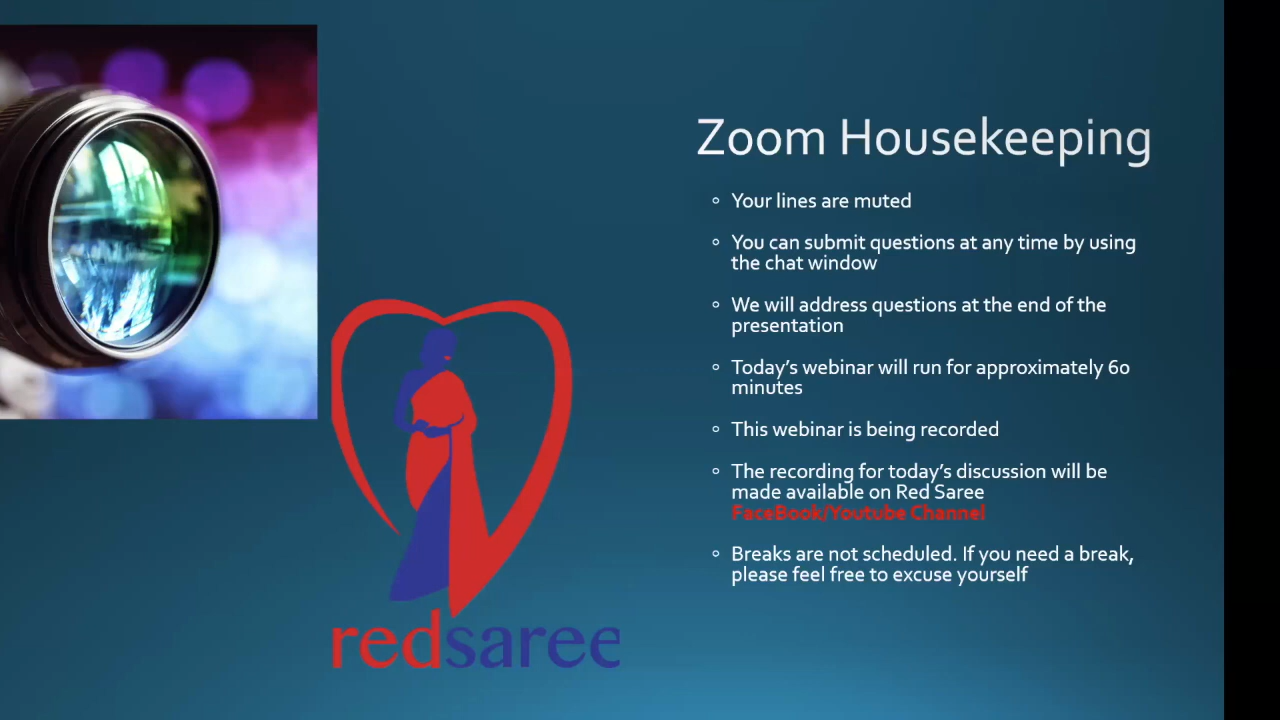 Zoom Housekeeping
Your lines are muted
You can submit questions at any time by using
the chat window
We will address questions at the end of the
presentation
Today's webinar will run for approximately 60
minutes
This webinar is being recorded
The recording for today's discussion will be
made available on Red Saree
FaceBook/Youtube Channel
Breaks are not scheduled. If you need a break,
please feel free to excuse yourself
redsaree